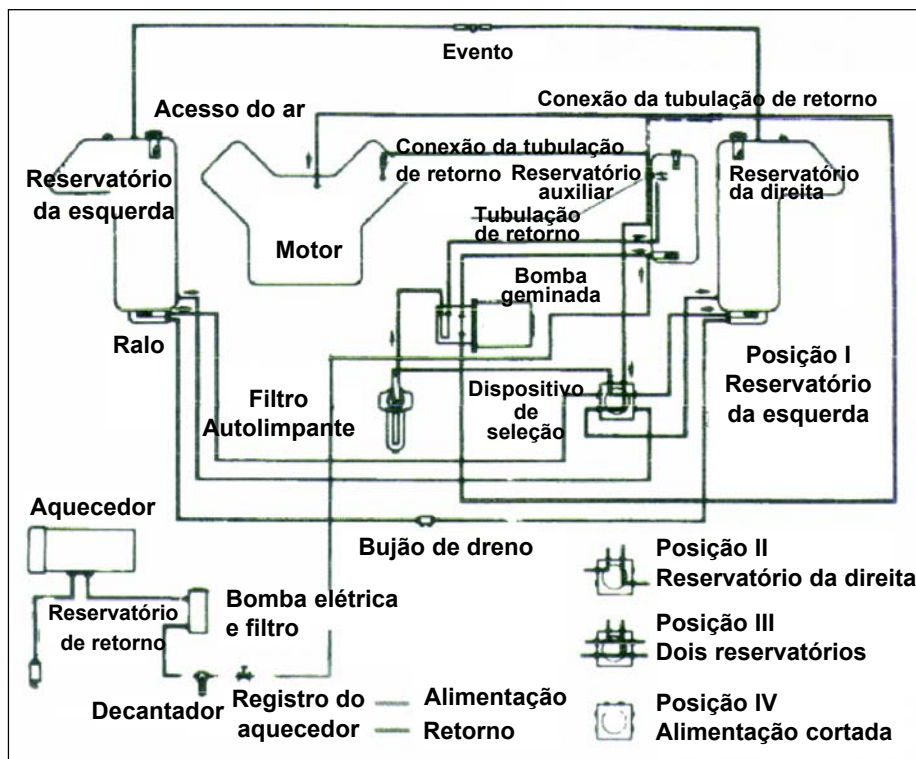 Evento
Acesso do ar
Conexão da tubulação de retorno
Reservatório
da esquerda
Motor
Conexão da tubulação
de retorno
Reservatório
auxiliar
Tubulação
de retorno
Reservatório
da direita
Bomba
geminada
Ralo
Filtro
Autolimpante
Dispositivo
de
seleção
Posição I
Reservatório
da esquerda
Aquecedor
Bujão de dreno
Reservatório
de retorno
Bomba elétrica
e filtro
Decantador
Registro do
aquecedor
Alimentação
Retorno
Posição II
Reservatório da direita
Posição III
Dois reservatórios
Posição IV
Alimentação cortada